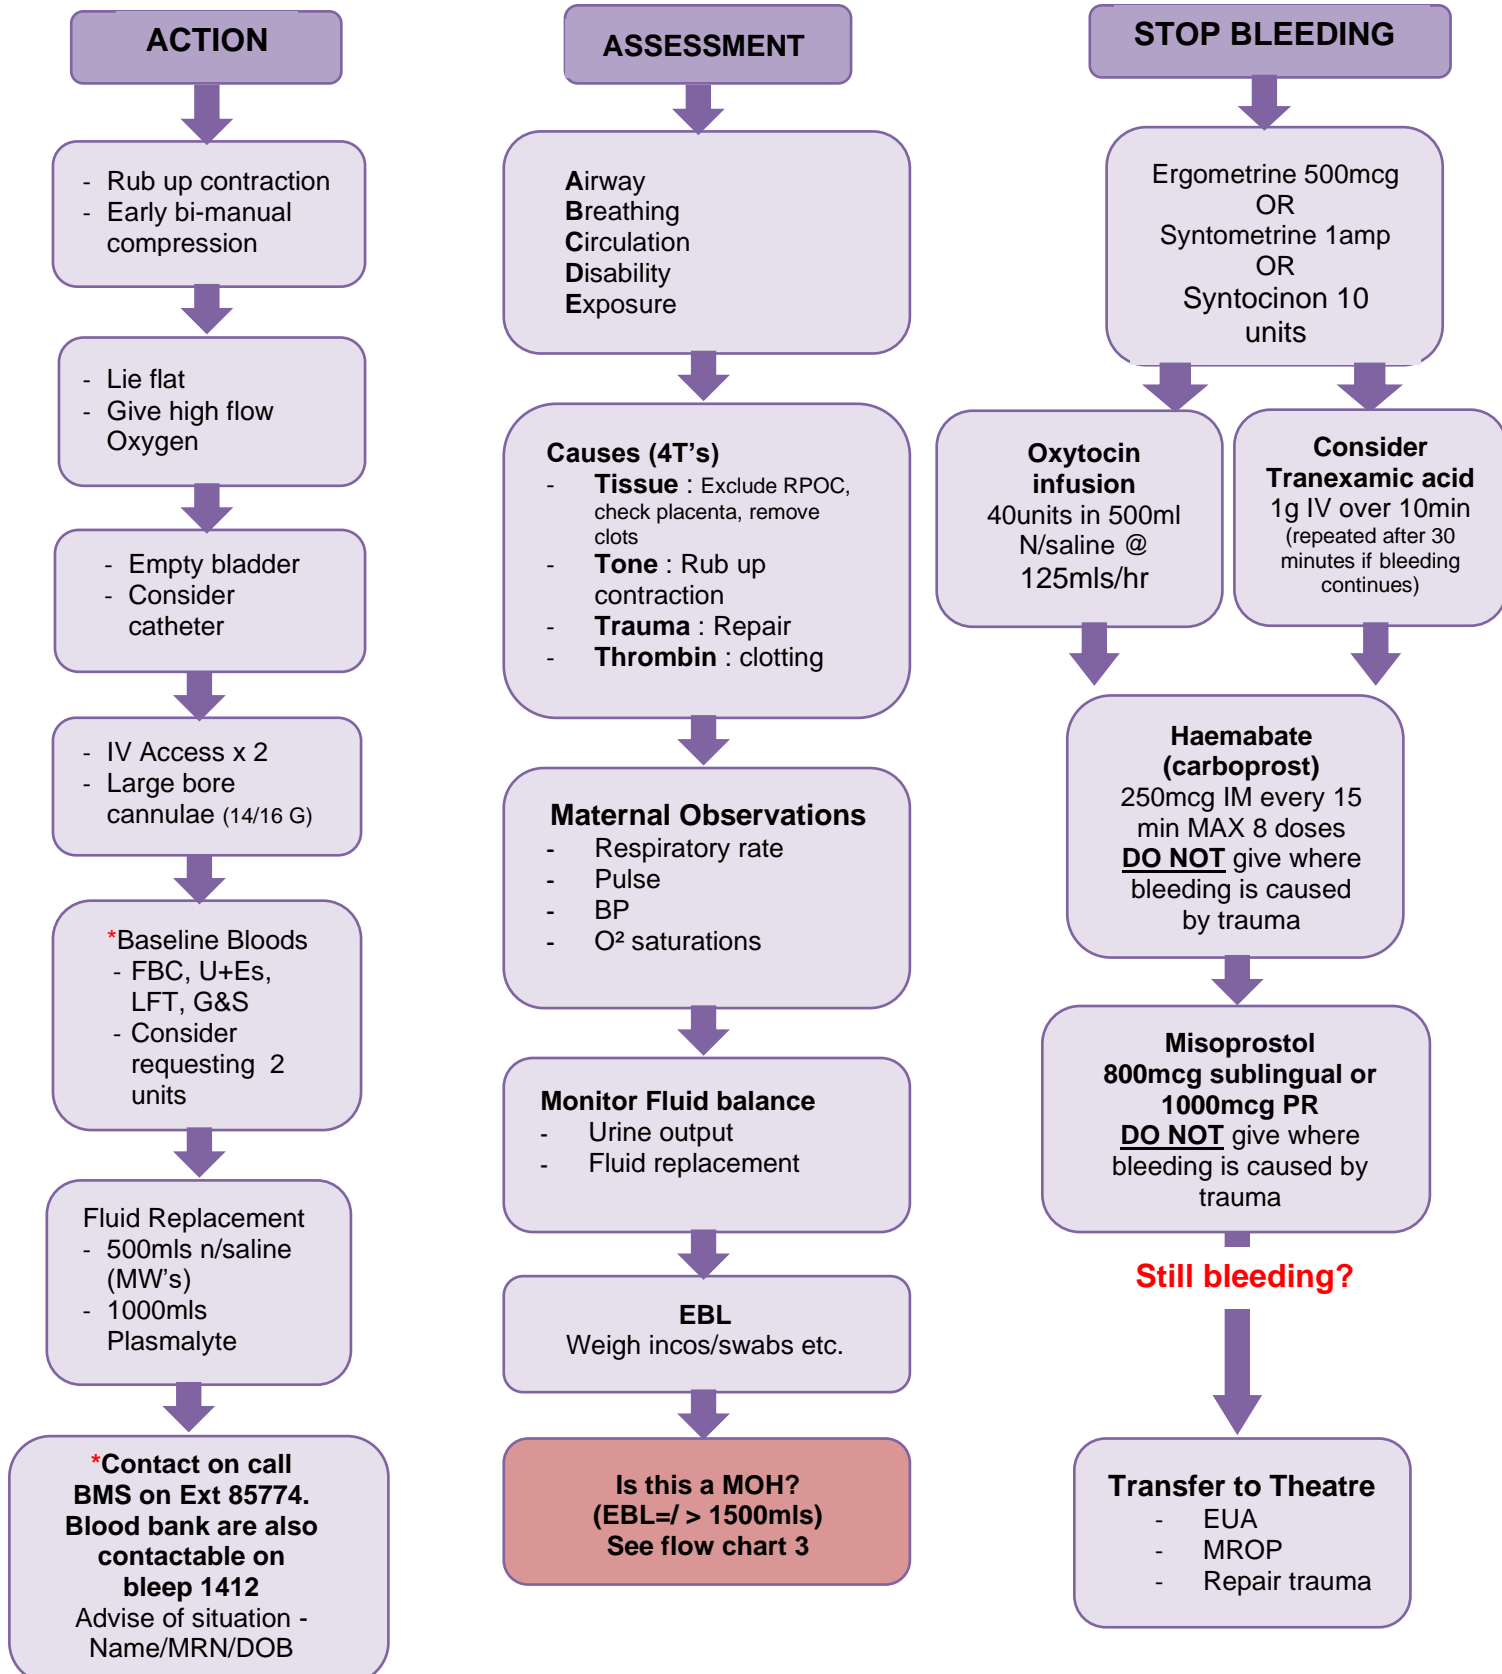 ACTION
- Rub up contraction
- Early bi-manual
compression
- Lie flat
- Give high flow
Oxygen
- Empty bladder
- Consider
catheter
- IV Access x 2
- Large bore
cannulae (14/16 G)
*Baseline Bloods
- FBC, U+Es,
LFT, G&S
- Consider
requesting 2
units
Fluid Replacement
- 500mls n/saline
(MW's)
- 1000mls
Plasmalyte
*Contact on call
BMS on Ext 85774.
Blood bank are also
contactable on
bleep 1412
Advise of situation -
Name/MRN/DOB
ASSESSMENT
Airway
Breathing
Circulation
Disability
Exposure
Causes (4T's)
- Tissue : Exclude RPOC,
check placenta, remove
clots
- Tone : Rub up
contraction
- Trauma : Repair
- Thrombin : clotting
Maternal Observations
- Respiratory rate
- Pulse
- BP
- O² saturations
Monitor Fluid balance
- Urine output
- Fluid replacement
EBL
Weigh incos/swabs etc.
Is this a MOH?
(EBL=/ > 1500mls)
See flow chart 3
STOP BLEEDING
Ergometrine 500mcg
OR
Syntometrine 1amp
OR
Syntocinon 10
units
Oxytocin
infusion
40units in 500ml
N/saline @
125mls/hr
Consider
Tranexamic acid
1g IV over 10min
(repeated after 30
minutes if bleeding
continues)
Haemabate
(carboprost)
250mcg IM every 15
min MAX 8 doses
DO NOT give where
bleeding is caused
by trauma
Misoprostol
800mcg sublingual or
1000mcg PR
DO NOT give where
bleeding is caused by
trauma
Still bleeding?
Transfer to Theatre
- EUA
- MROP
- Repair trauma